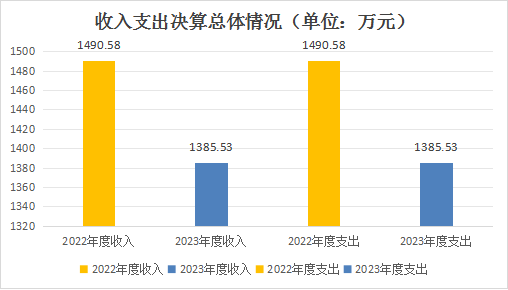 收入支出决算总体情况（单位：万元）
1490.58
1490.58
1385.53
1385.53
1500
1480
1460
1440
1420
1400
1380
1360
1340
1320
2022年度收入
2023年度收入
2022年度支出
2023年度支出
2022年度收入 2023年度收入 2022年度支出 2023年度支出